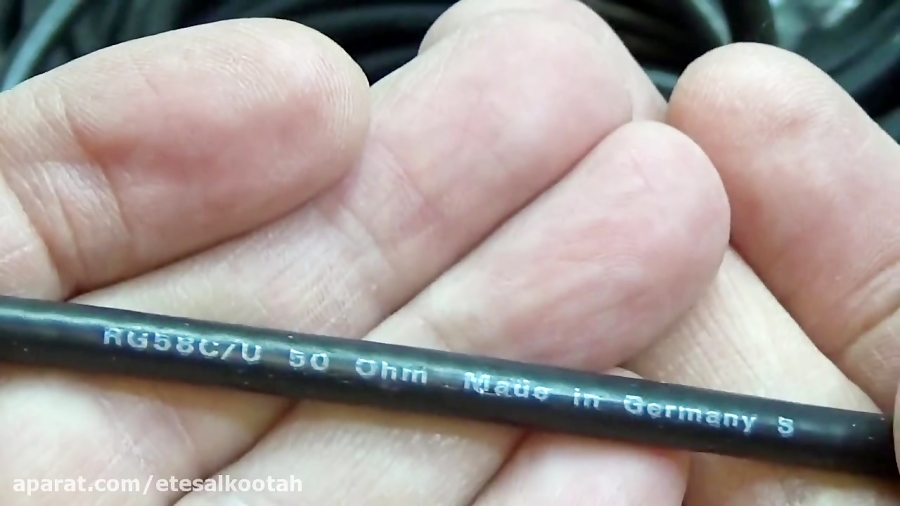 RG58C/U 50 Ohm Made in Germany 5
aparat.com/etesalkootah